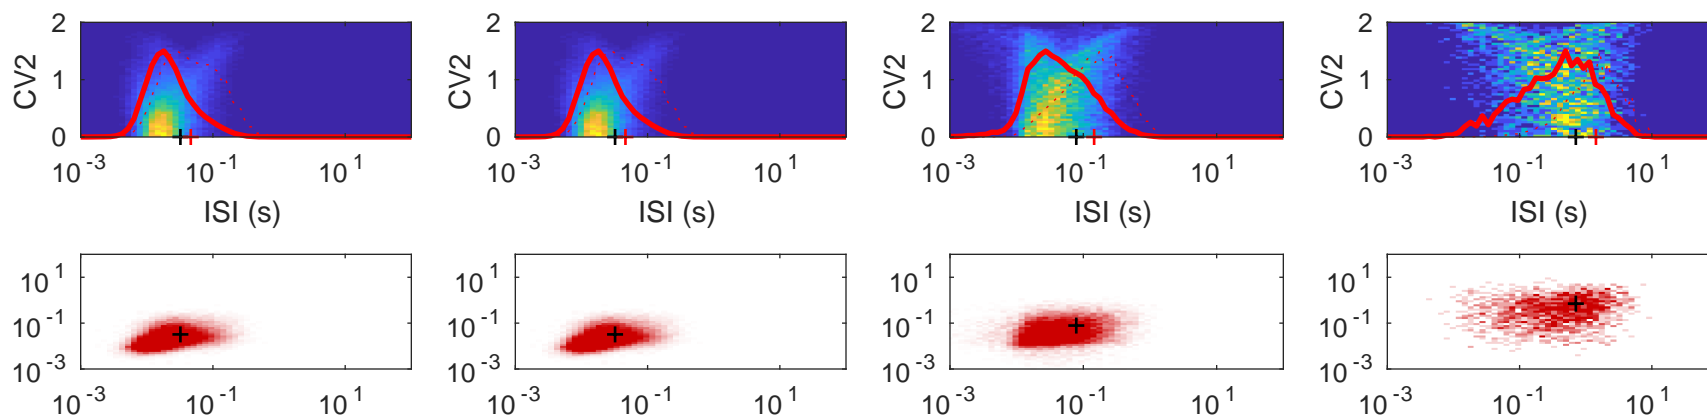 2 2 2 2
CV2 CV2 CV2 CV2
1 1 1 1
0 0 0 0
10^-3 10^-1 10^1 10^-3 10^-1 10^1 10^-3 10^-1 10^1 10^-3 10^-1 10^1
ISI (s) ISI (s) ISI (s) ISI (s)
10^1 10^1 10^1 10^1
10^-1 10^-1 10^-1 10^-1
10^-3 10^-3 10^-3 10^-3
10^-3 10^-1 10^1 10^-3 10^-1 10^1 10^-3 10^-1 10^1 10^-3 10^-1 10^1